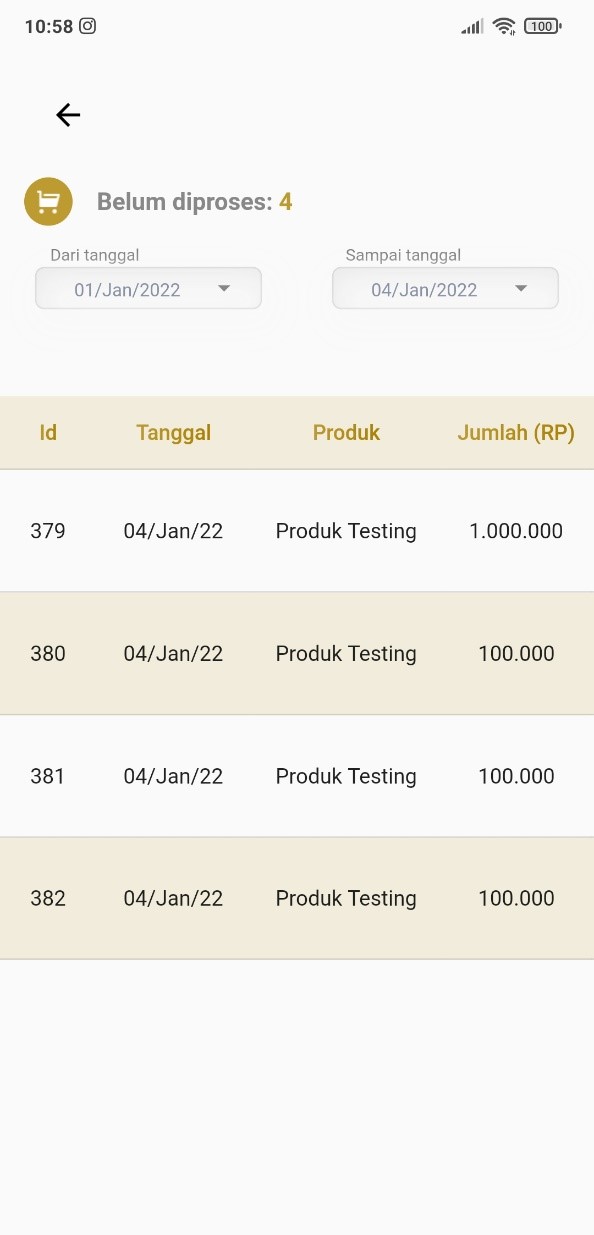 10:58
100
Belum diproses: 4
Dari tanggal Sampai tanggal
01/Jan/2022 04/Jan/2022
Id Tanggal Produk Jumlah (RP)
379 04/Jan/22 Produk Testing 1.000.000
380 04/Jan/22 Produk Testing 100.000
381 04/Jan/22 Produk Testing 100.000
382 04/Jan/22 Produk Testing 100.000